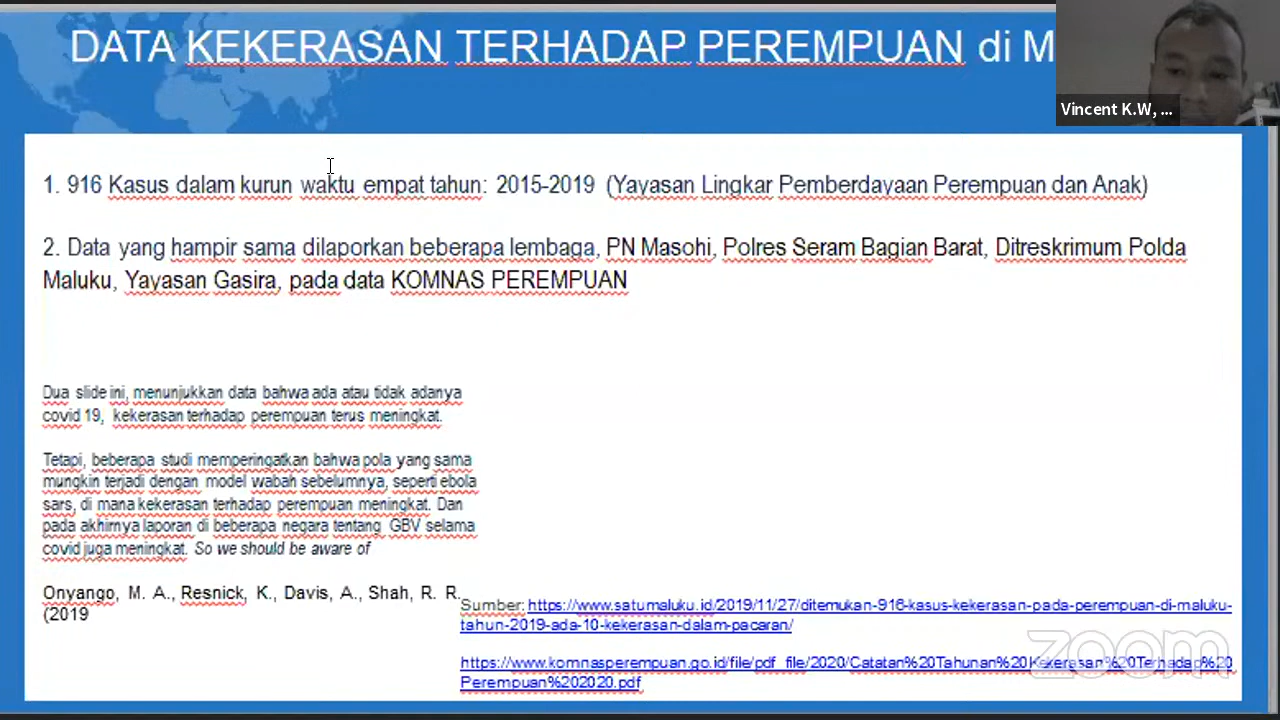 DATA KEKERASAN TERHADAP PEREMPUAN di M
Vincent K.W, ...
1. 916 Kasus dalam kurun waktu empat tahun: 2015-2019 (Yayasan Lingkar Pemberdayaan Perempuan dan Anak)
2. Data yang hampir sama dilaporkan beberapa lembaga, PN Masohi, Polres Seram Bagian Barat, Ditreskrimum Polda
Maluku, Yayasan Gasira, pada data KOMNAS PEREMPUAN
Dua slide ini, menunjukkan data bahwa ada atau tidak adanya
covid 19, kekerasan terhadap perempuan terus meningkat.
Tetapi, beberapa studi memperingatkan bahwa pola yang sama
mungkin terjadi dengan model wabah sebelumnya, seperti ebola
sars, di mana kekerasan terhadap perempuan meningkat. Dan
pada akhirnya laporan di beberapa negara tentang GBV selama
covid juga meningkat. So we should be aware of
Onyango, M. A., Resnick, K., Davis, A., Shah, R. R.
(2019
Sumber: https://www.satumaluku.id/2019/11/27/ditemukan-916-kasus-kekerasan-pada-perempuan-di-maluku-
tahun-2019-ada-10-kekerasan-dalam-pacaran/
https://www.komnasperempuan.go.id/file/pdf_file/2020/Catatan%20Tahunan%20Kekerasan%20Terhadap%20
Perempuan%202020.pdf
zoom